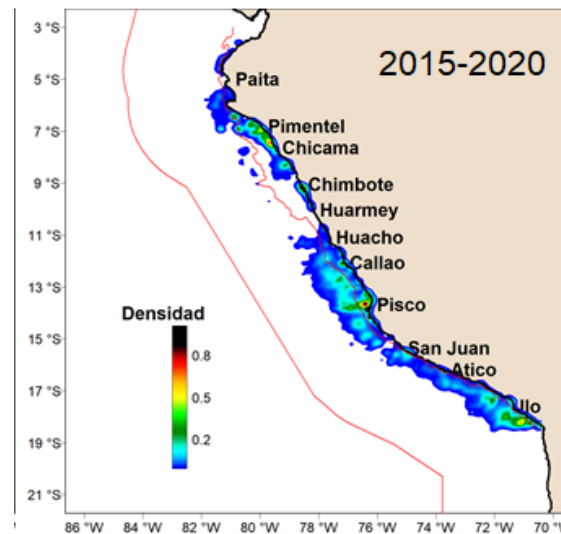 2015-2020
3 °S
5 °S
7 °S
9 °S
11 °S
13 °S
15 °S
17 °S
19 °S
21 °S
Paita
Pimentel
Chicama
Chimbote
Huarmey
Huacho
Callao
Pisco
San Juan
Atico
Ilo
Densidad
0.8
0.5
0.2
86 °W 84 °W 82 °W 80 °W 78 °W 76 °W 74 °W 72 °W 70 °W